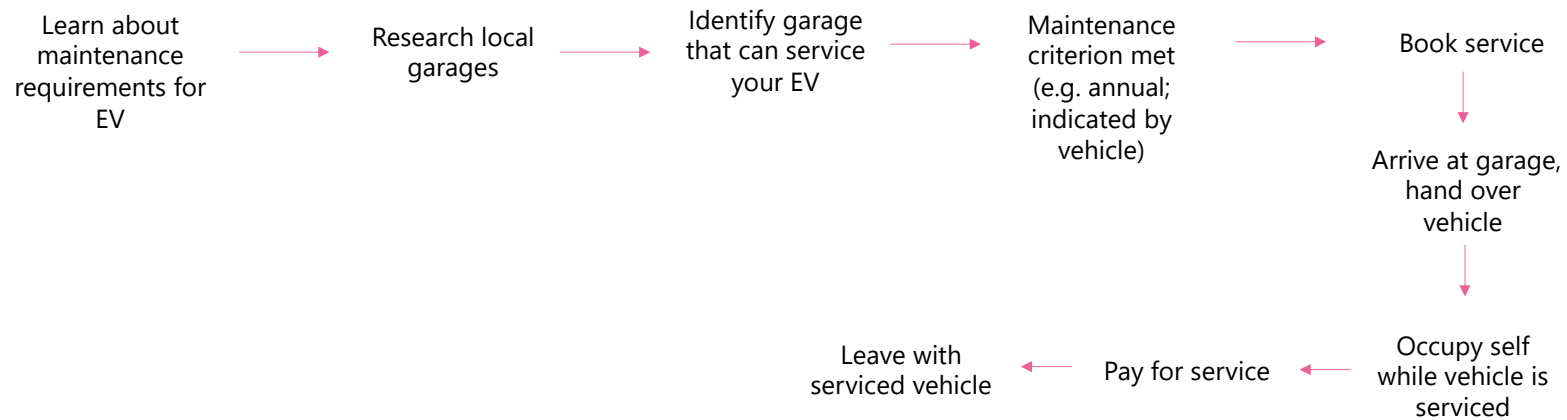 Learn about
maintenance
requirements for
EV
Research local
garages
Identify garage
that can service
your EV
Maintenance
criterion met
(e.g. annual;
indicated by
vehicle)
Book service
Arrive at garage,
hand over
vehicle
Occupy self
while vehicle is
serviced
Pay for service
Leave with
serviced vehicle